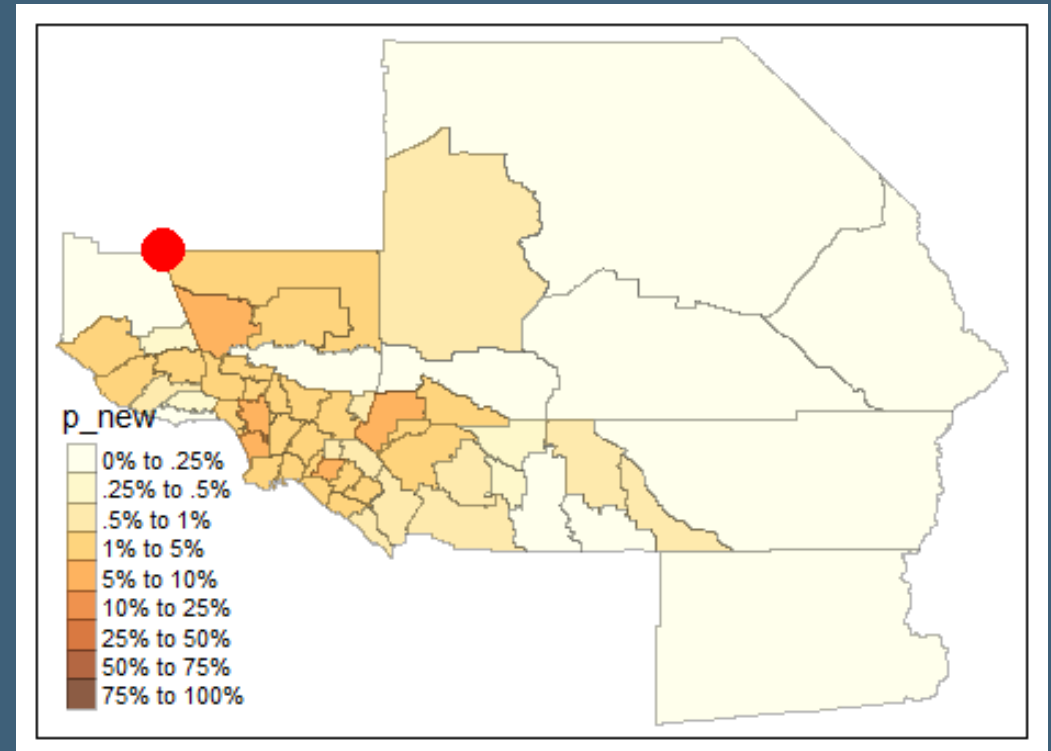 p_new
0% to .25%
.25% to .5%
.5% to 1%
1% to 5%
5% to 10%
10% to 25%
25% to 50%
50% to 75%
75% to 100%